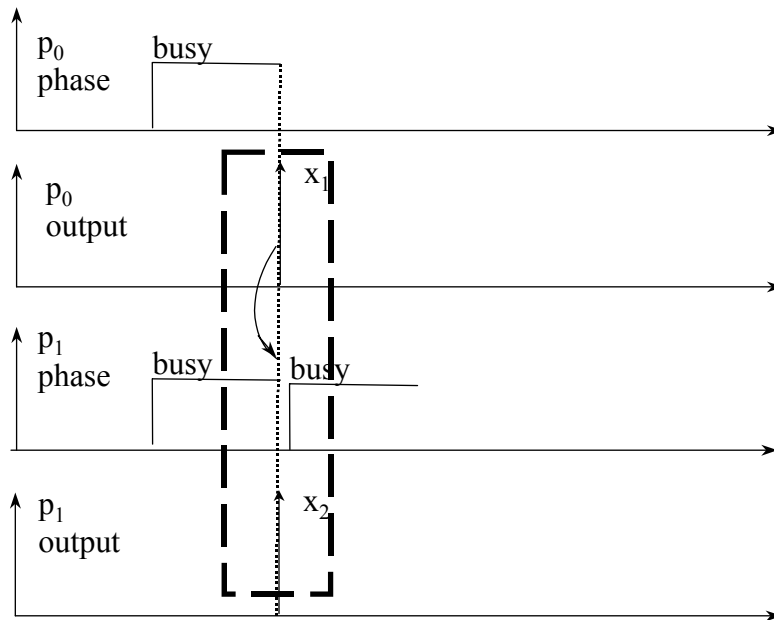 p₀
phase
busy
p₀
output
x₁
p₁
phase
busy
busy
p₁
output
x₂